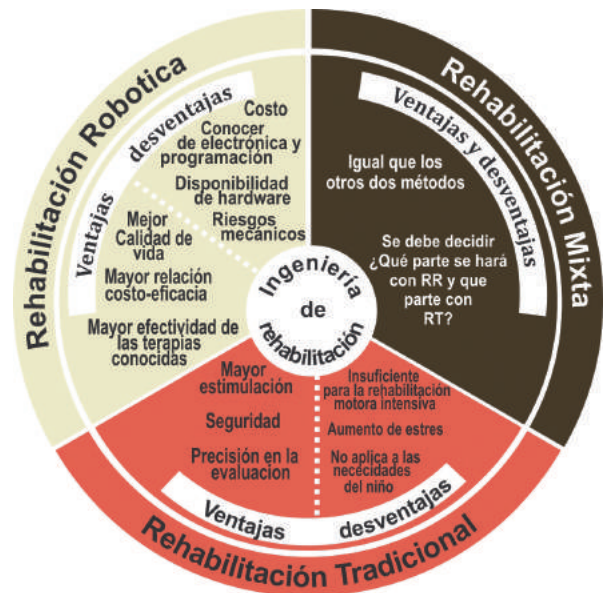 Rehabilitación Robotica
desventajas
Costo
Conocer
de electrónica y
programación
Disponibilidad
de hardware
Riesgos
mecánicos
Ventajas
Mejor
Calidad de
vida
Mayor relación
costo-eficacia
Mayor efectividad de
las terapias
conocidas
Rehabilitación Mixta
Ventajas y desventajas
Igual que los
otros dos métodos
Se debe decidir
¿Qué parte se hará
con RR y que
parte con
RT?
Ingeniería
de
rehabilitación
Mayor
estimulación
Seguridad
Precisión en la
evaluacion
Insuficiente
para la rehabilitación
motora intensiva
Aumento de estres
No aplica a las
nececidades
del niño
Ventajas
desventajas
Rehabilitación Tradicional